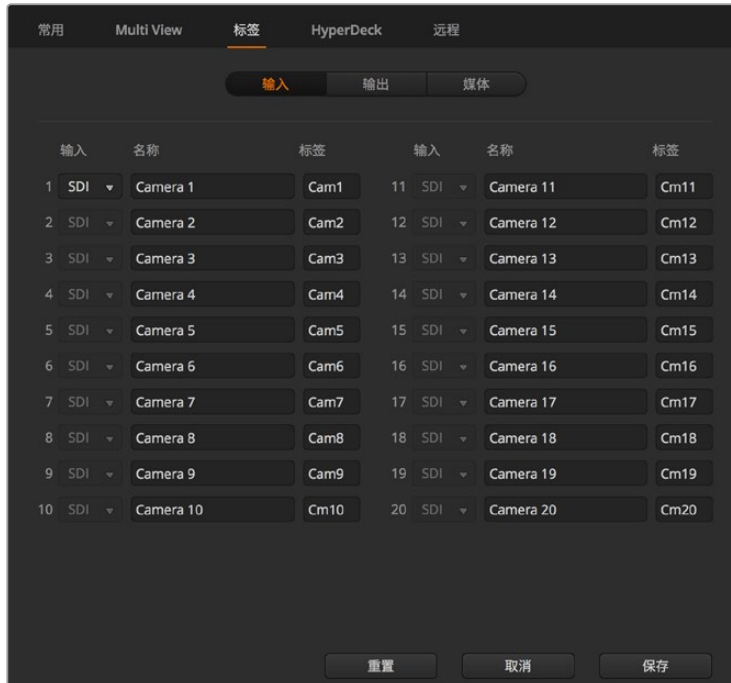 常用 Multi View 标签 HyperDeck 远程
输入 输出 媒体
输入 名称 标签 输入 名称 标签
1 SDI Camera 1 Cam1 11 SDI Camera 11 Cm11
2 SDI Camera 2 Cam2 12 SDI Camera 12 Cm12
3 SDI Camera 3 Cam3 13 SDI Camera 13 Cm13
4 SDI Camera 4 Cam4 14 SDI Camera 14 Cm14
5 SDI Camera 5 Cam5 15 SDI Camera 15 Cm15
6 SDI Camera 6 Cam6 16 SDI Camera 16 Cm16
7 SDI Camera 7 Cam7 17 SDI Camera 17 Cm17
8 SDI Camera 8 Cam8 18 SDI Camera 18 Cm18
9 SDI Camera 9 Cam9 19 SDI Camera 19 Cm19
10 SDI Camera 10 Cm10 20 SDI Camera 20 Cm20
重置 取消 保存